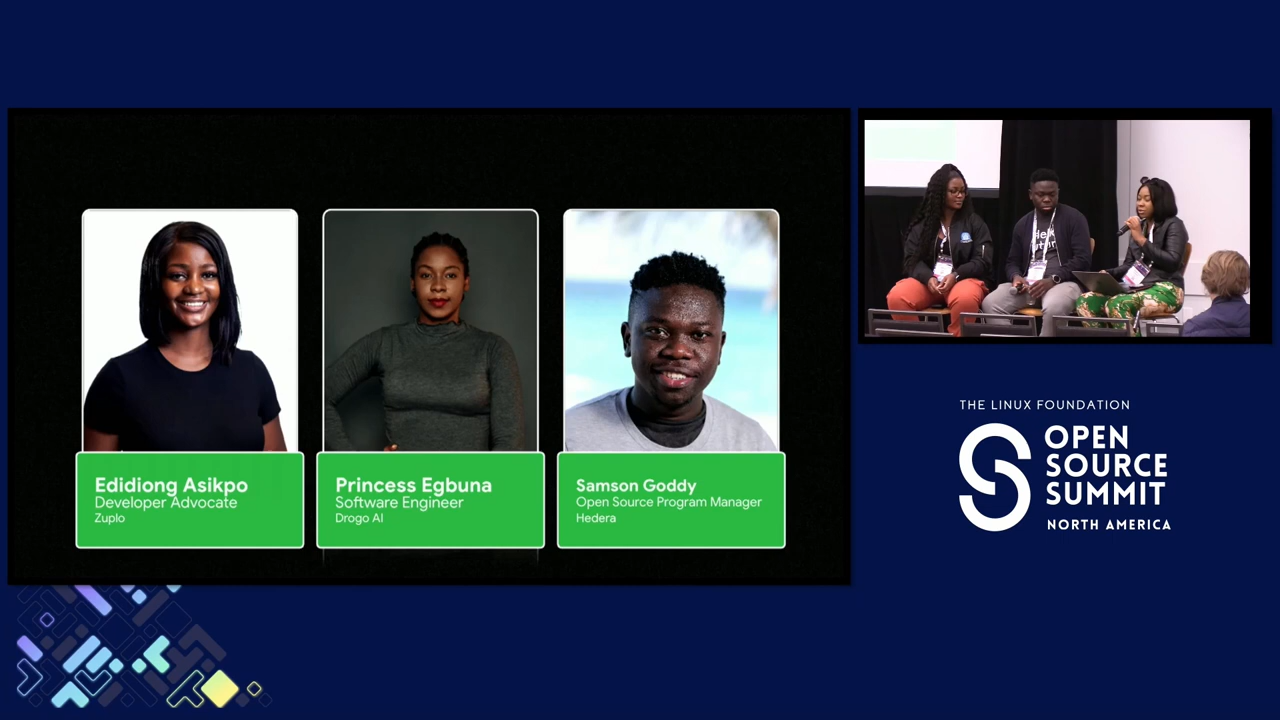 Edidiong Asikpo
Developer Advocate
Zuplo
Princess Egbuna
Software Engineer
Drogo AI
Samson Goddy
Open Source Program Manager
Hedera
THE LINUX FOUNDATION
OPEN
SOURCE
SUMMIT
NORTH AMERICA